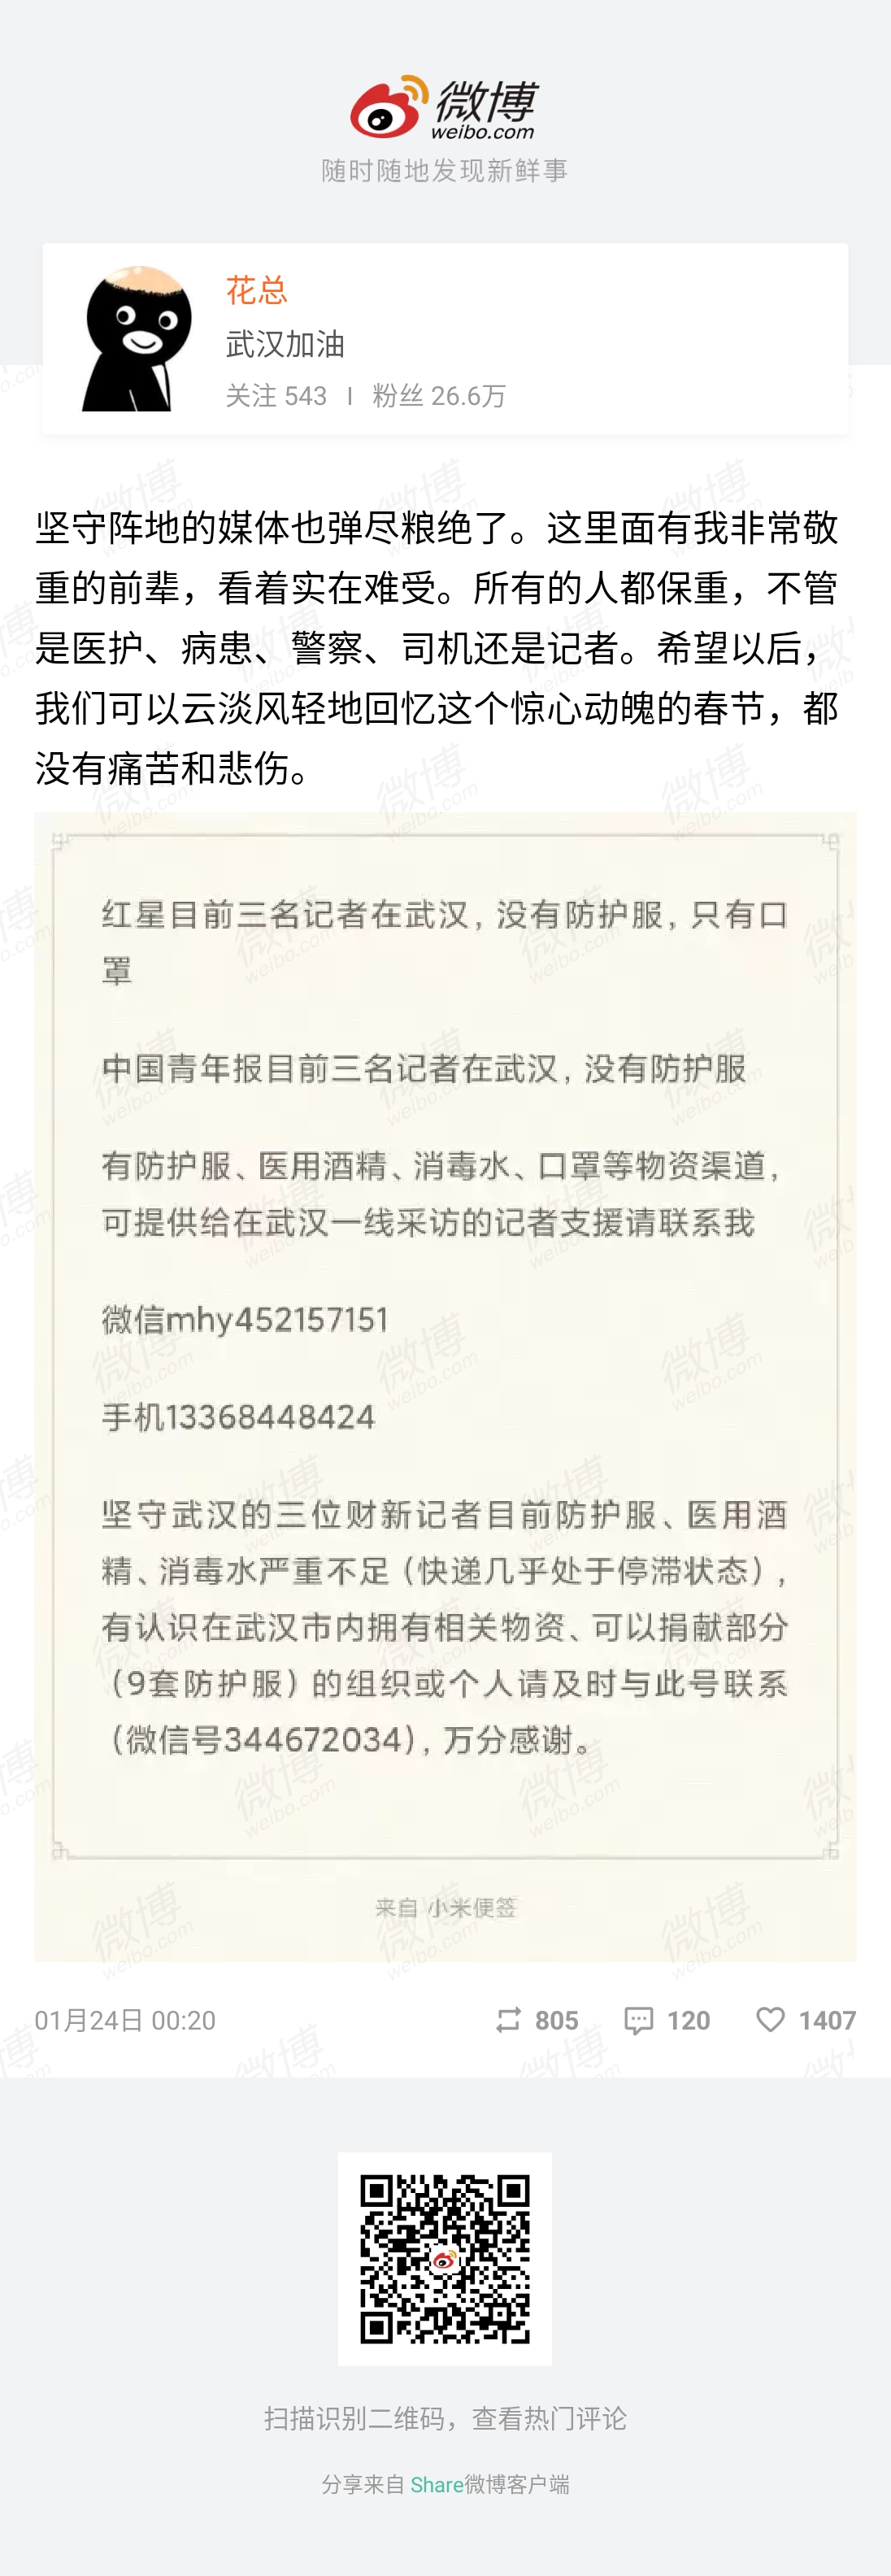 微博
weibo.com
随时随地发现新鲜事
花总
武汉加油
关注 543 | 粉丝 26.6万
坚守阵地的媒体也弹尽粮绝了。这里面有我非常敬
重的前辈，看着实在难受。所有的人都保重，不管
是医护、病患、警察、司机还是记者。希望以后，
我们可以云淡风轻地回忆这个惊心动魄的春节，都
没有痛苦和悲伤。
红星目前三名记者在武汉，没有防护服，只有口
罩
中国青年报目前三名记者在武汉，没有防护服
有防护服、医用酒精、消毒水、口罩等物资渠道，
可提供给在武汉一线采访的记者支援请联系我
微信mhy452157151
手机13368448424
坚守武汉的三位财新记者目前防护服、医用酒
精、消毒水严重不足（快递几乎处于停滞状态），
有认识在武汉市内拥有相关物资、可以捐献部分
（9套防护服）的组织或个人请及时与此号联系
（微信号344672034），万分感谢。
来自 小米便签
01月24日 00:20 805 120 1407
扫描识别二维码，查看热门评论
分享来自 Share微博客户端